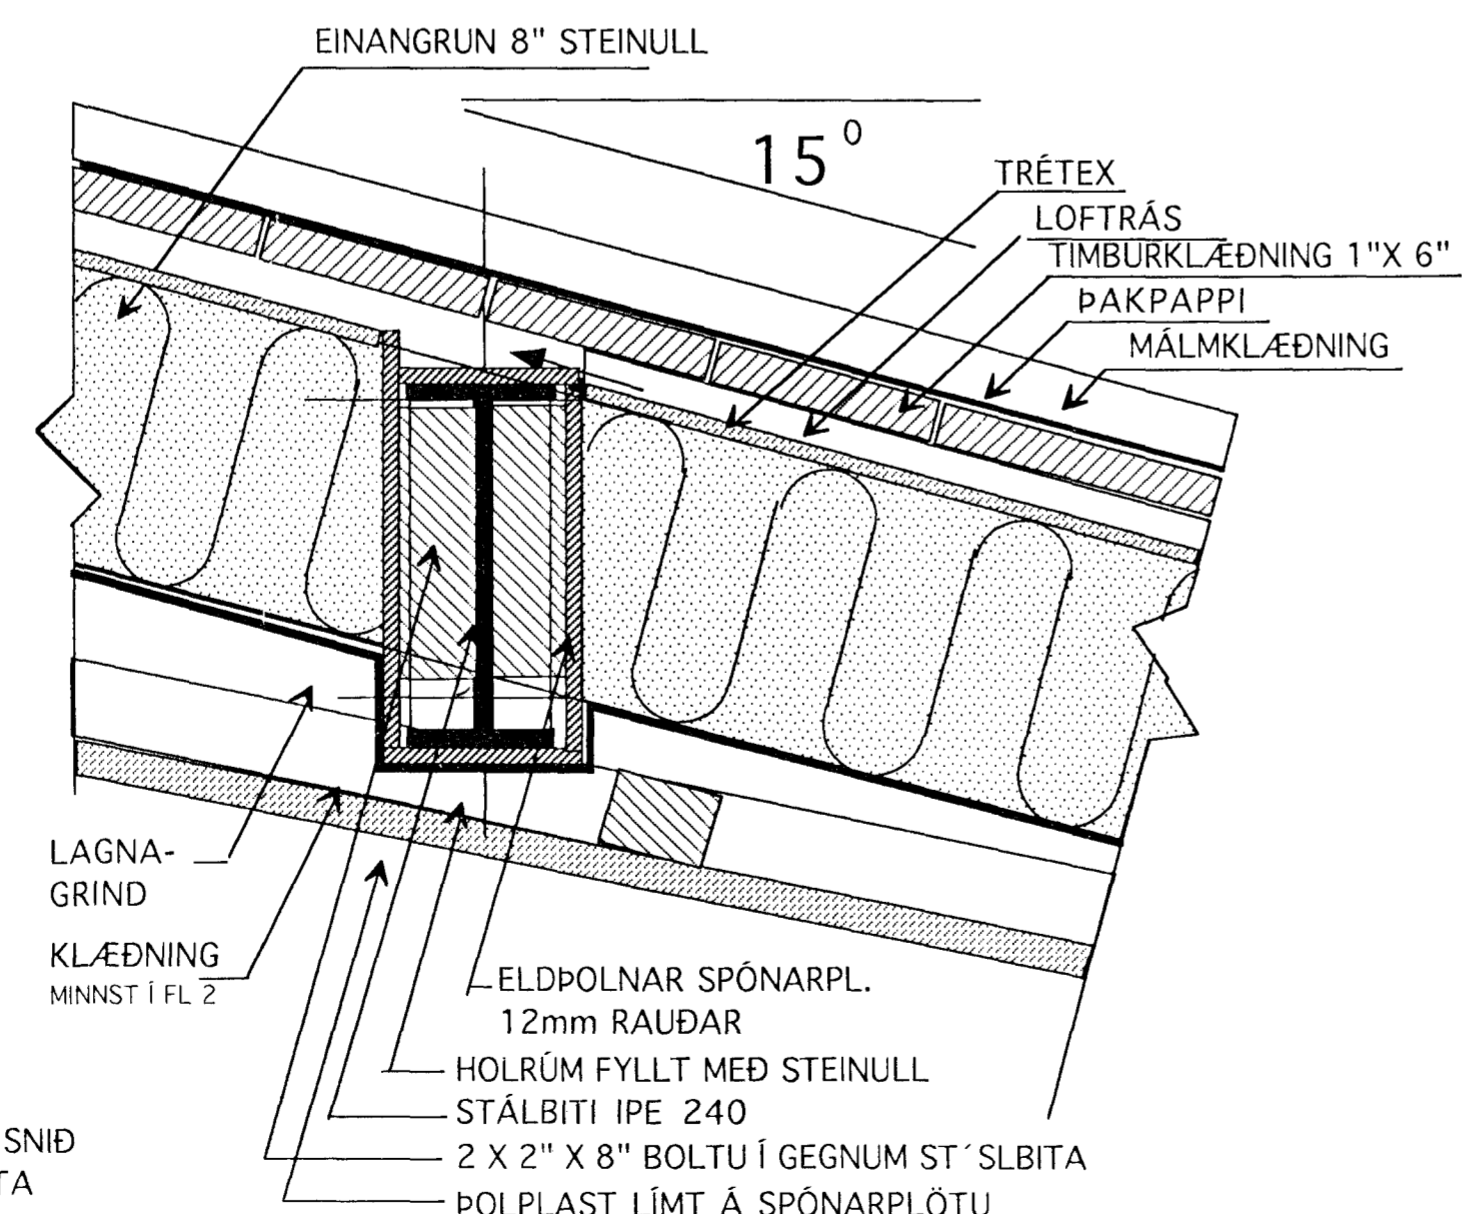 EINANGRUN 8" STEINULL
15°
TRÉTEX
LOFTRÁS
TIMBURKLÆÐNING 1"X 6"
ÞAKPAPPI
MÁLMKLÆÐNING
LAGNA-
GRIND
KLÆÐNING
MINNST Í FL 2
ELDÞOLNAR SPÓNARPL.
12mm RAUÐAR
HOLRÚM FYLLT MEÐ STEINULL
STÁLBITI IPE 240
2 X 2" X 8" BOLTU Í GEGNUM ST´SLBITA
ÞOLPLAST LÍMT Á SPÓNARPLÖTU
SNIÐ
TA